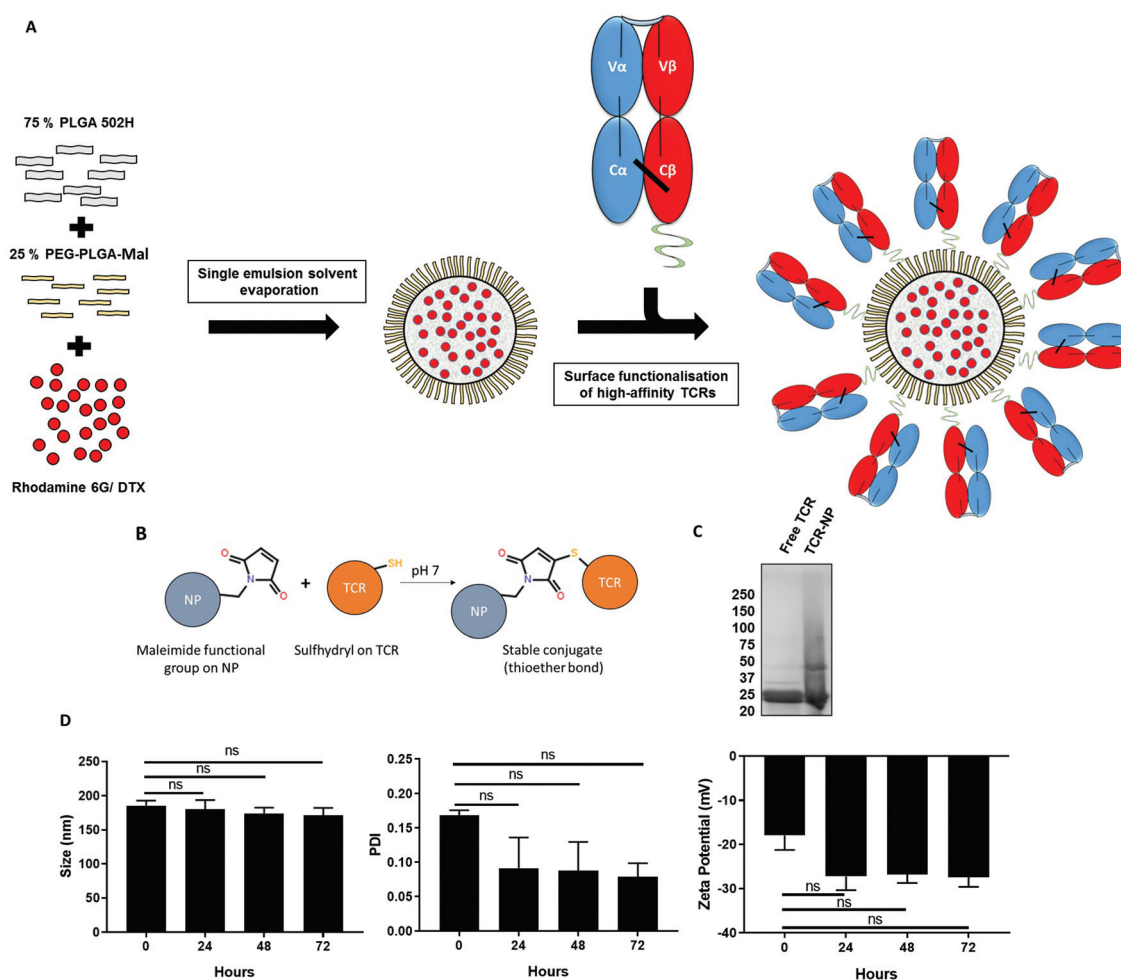 A
75 % PLGA 502H
25 % PEG-PLGA-Mal
Rhodamine 6G/ DTX
Single emulsion solvent
evaporation
Vα Vβ
Cα Cβ
Surface functionalisation
of high-affinity TCRs
B
O
N
O
NP
Maleimide functional
group on NP
+
SH
TCR
Sulfhydryl on TCR
pH 7
O
N
O
S
NP
TCR
Stable conjugate
(thioether bond)
C
Free TCR
TCR-NP
250
150
100
75
50
37
25
20
D
Size (nm)
250
200
150
100
50
0
ns
ns
ns
0 24 48 72
Hours
PDI
0.25
0.20
0.15
0.10
0.05
0.00
ns
ns
ns
0 24 48 72
Hours
Zeta Potential (mV)
0
-10
-20
-30
-40
ns
ns
ns
0 24 48 72
Hours